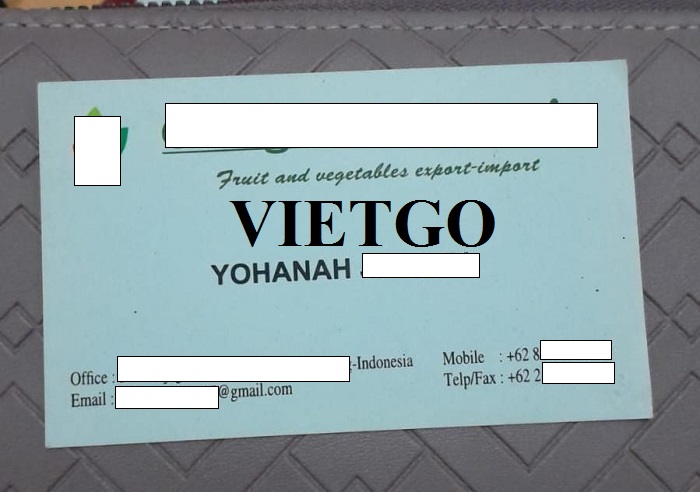 Fruit and vegetables export-import
VIETGO
YOHANAH
Office : -Indonesia
Email : @gmail.com
Mobile : +62 8
Telp/Fax : +62 2